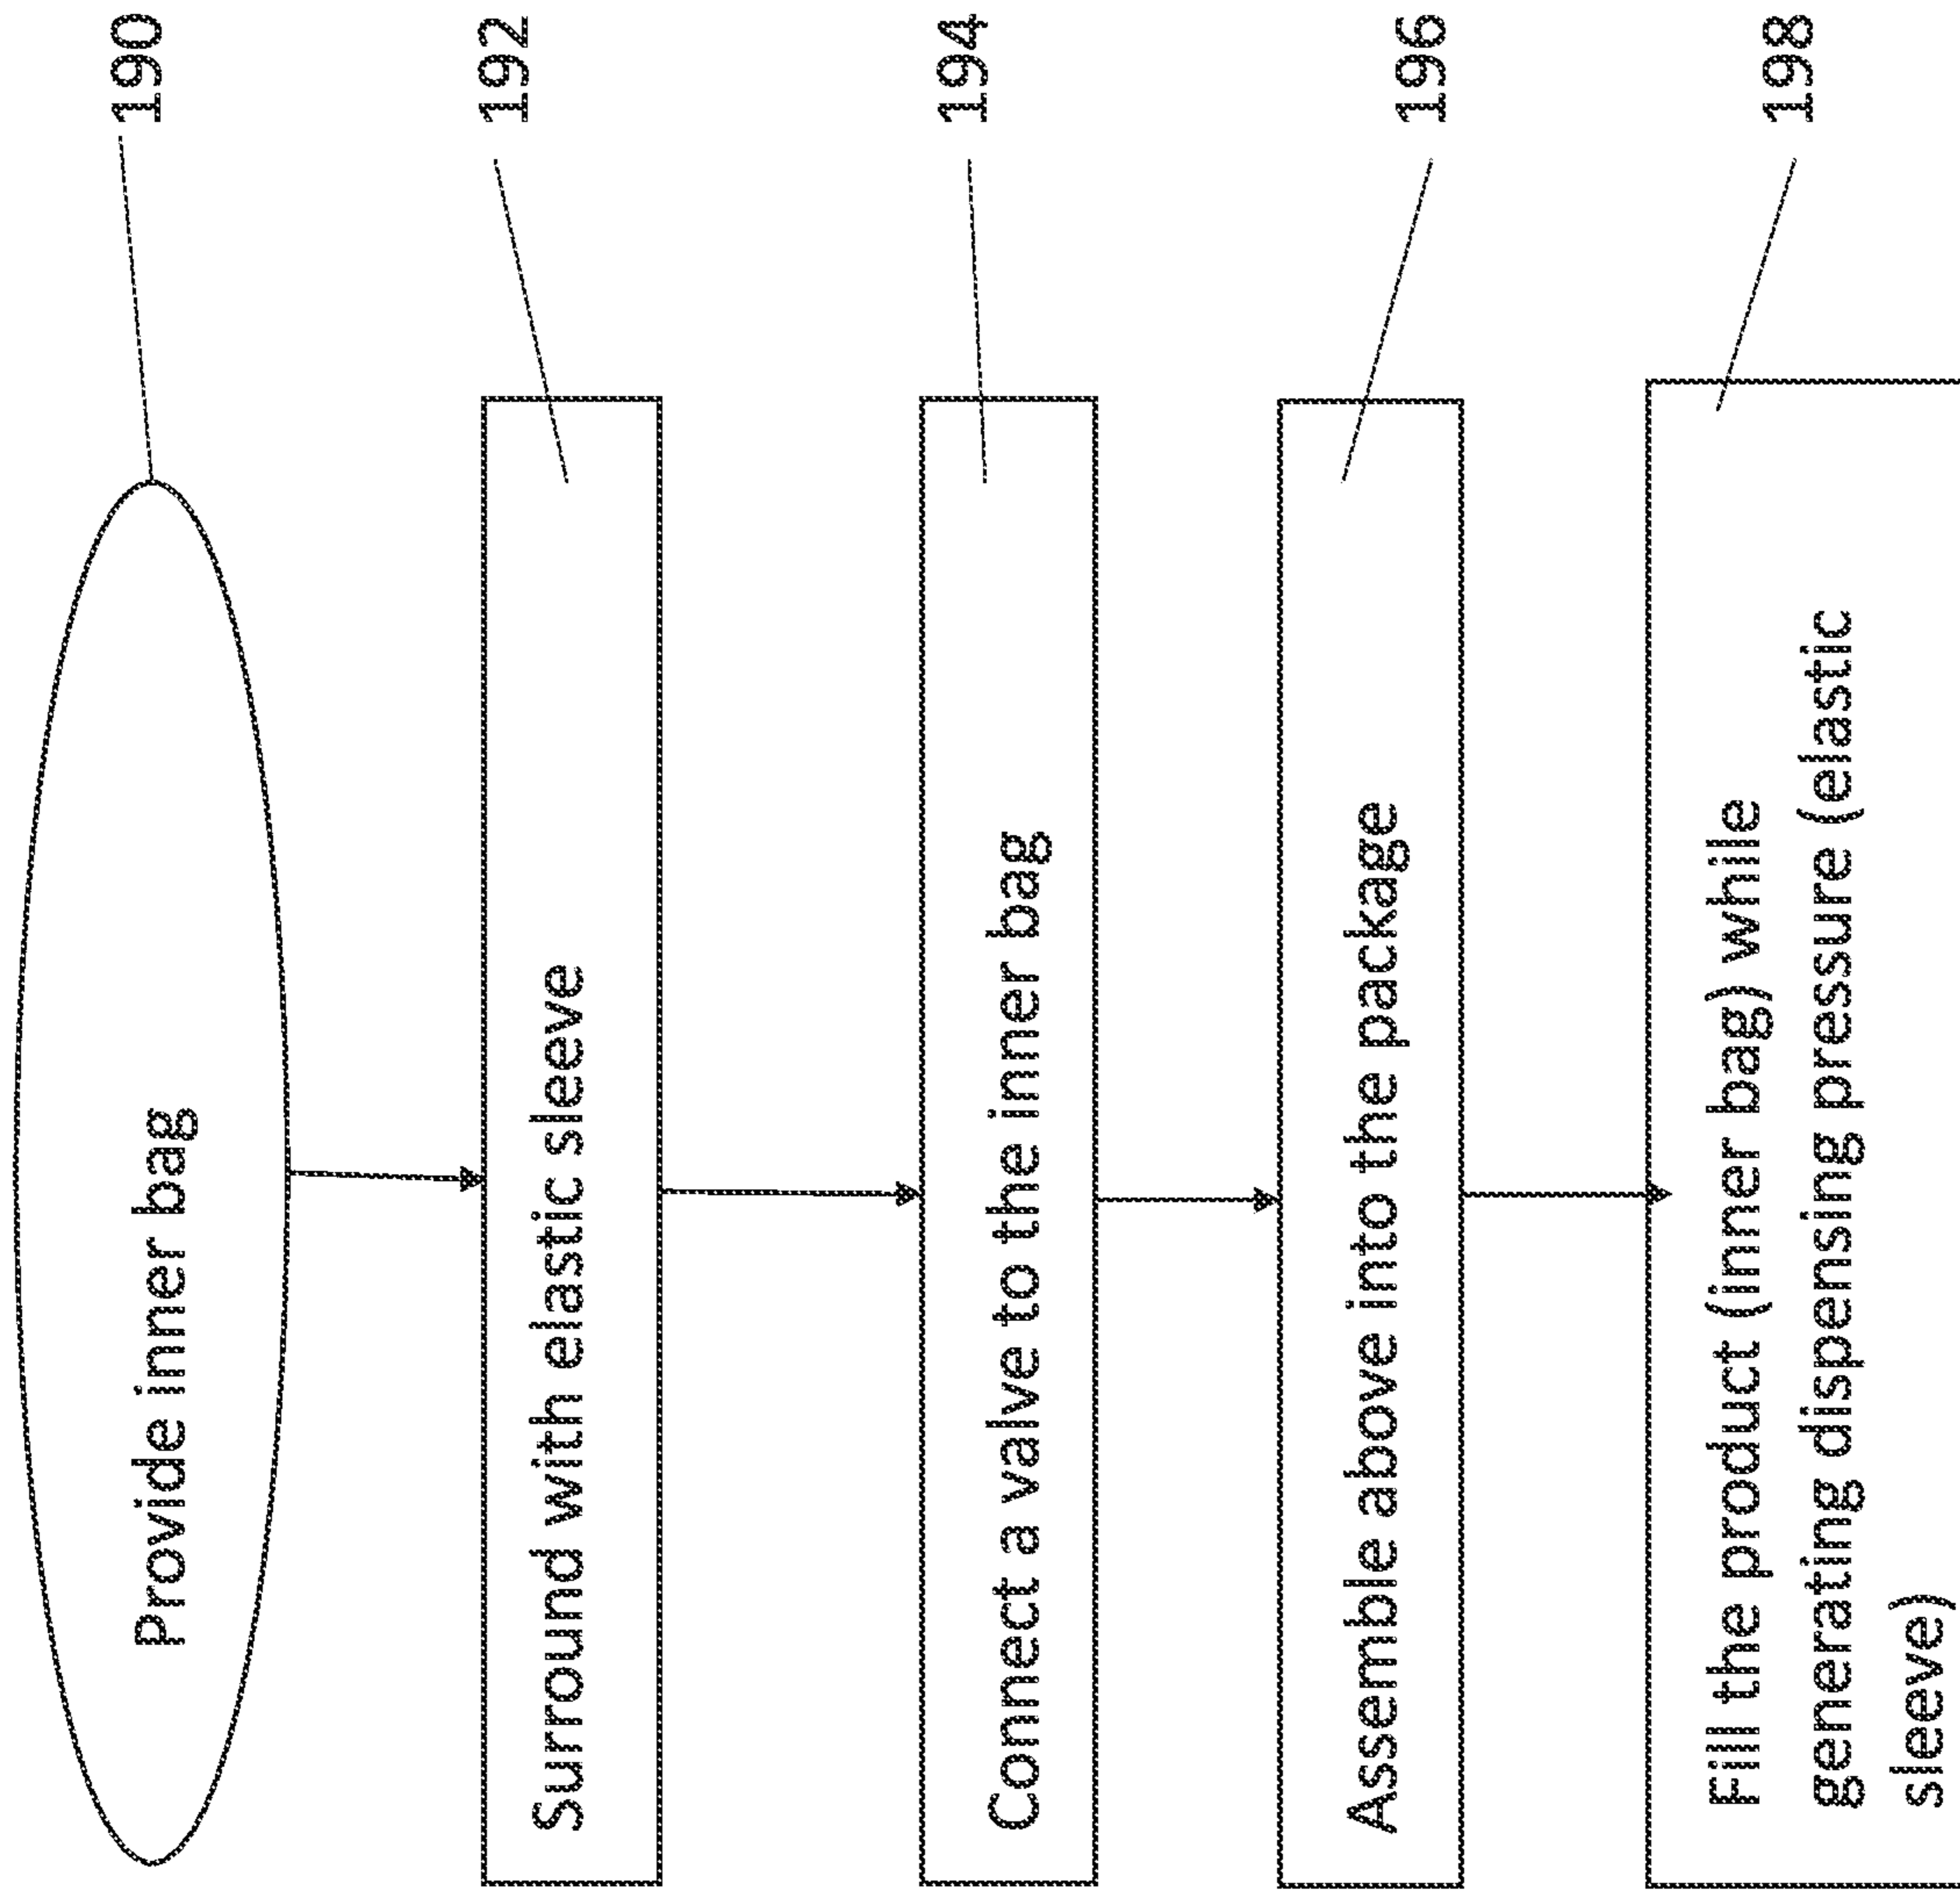 Provide inner bag
190
Surround with elastic sleeve
192
Connect a valve to the inner bag
194
Assemble above into the package
196
Fill the product (inner bag) while
generating dispensing pressure (elastic
sleeve)
198